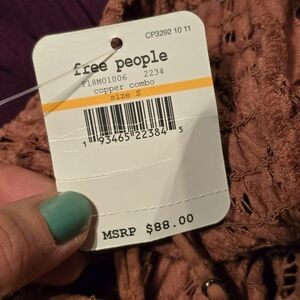 CP3292 10 11
free people
F18M01006 2234
copper combo
size S
1 93465 22384 5
MSRP $88.00